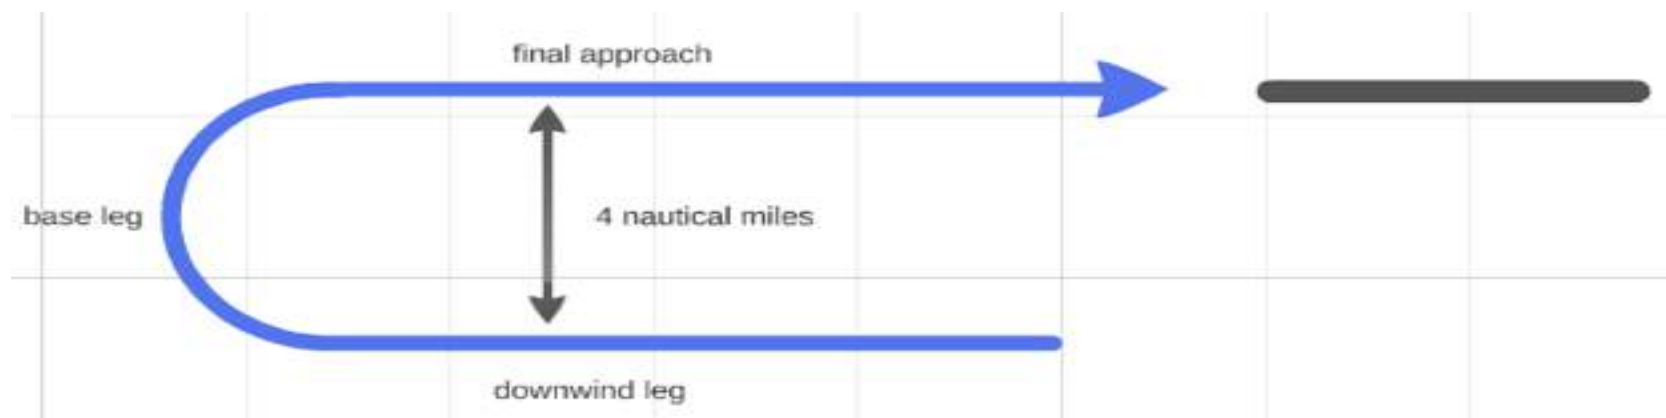 final approach
base leg
4 nautical miles
downwind leg